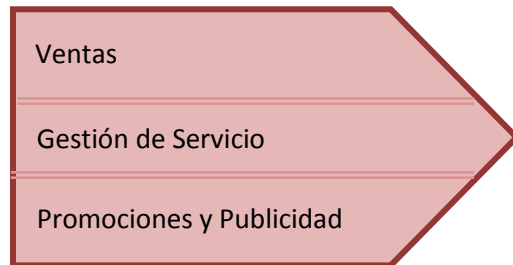 Ventas
Gestión de Servicio
Promociones y Publicidad